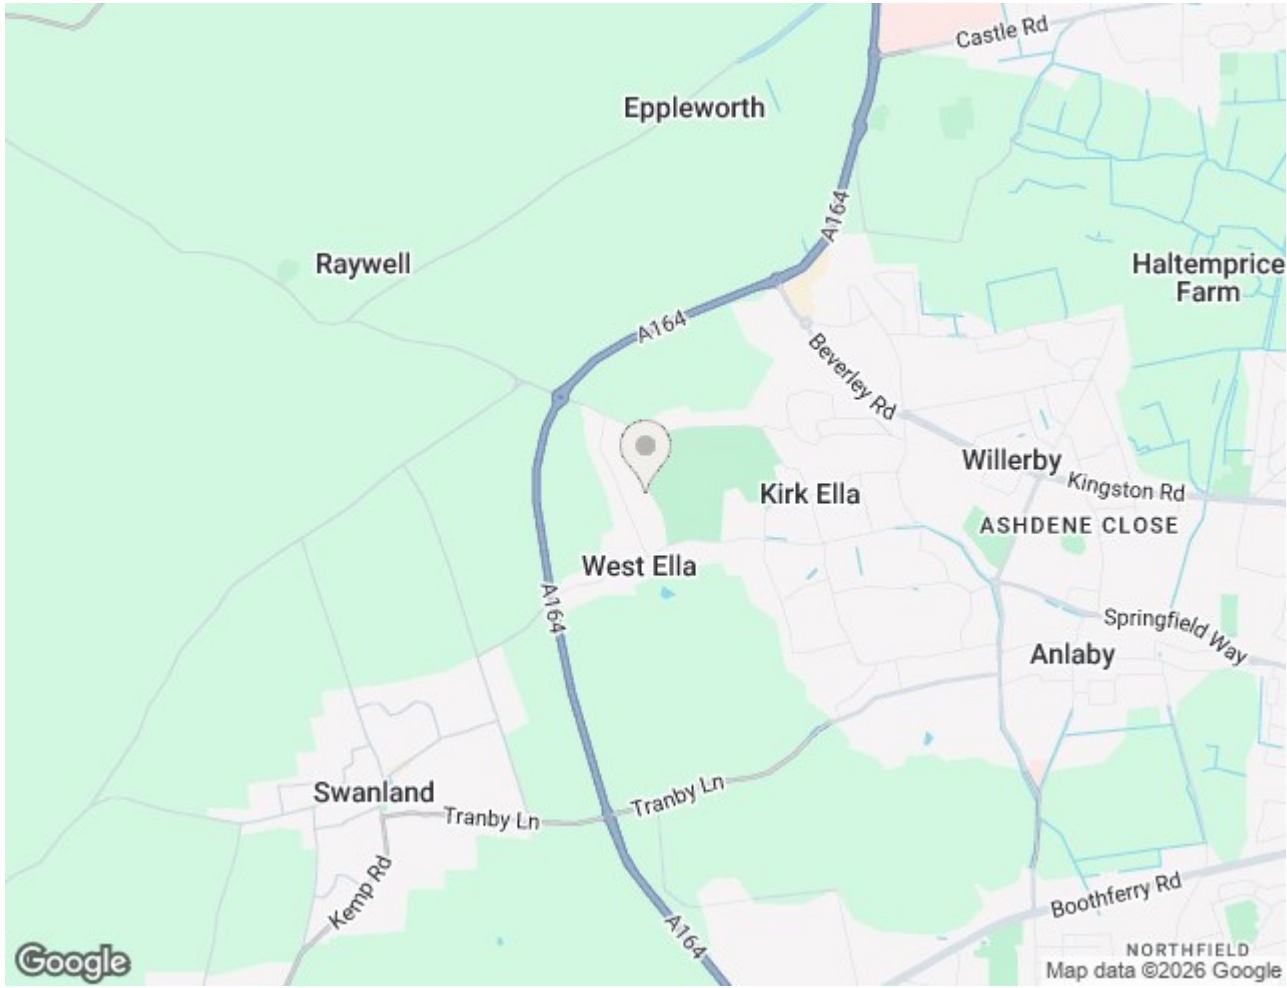 Castle Rd
Eppleworth
A164
Raywell
Haltemprice
Farm
A164
Beverley Rd
Willerby
Kingston Rd
Kirk Ella
ASHDENE CLOSE
West Ella
A164
Springfield Way
Anlaby
Swanland
Tranby Ln
Tranby Ln
Kemp Rd
Boothferry Rd
A164
NORTHFIELD
Google
Map data ©2026 Google